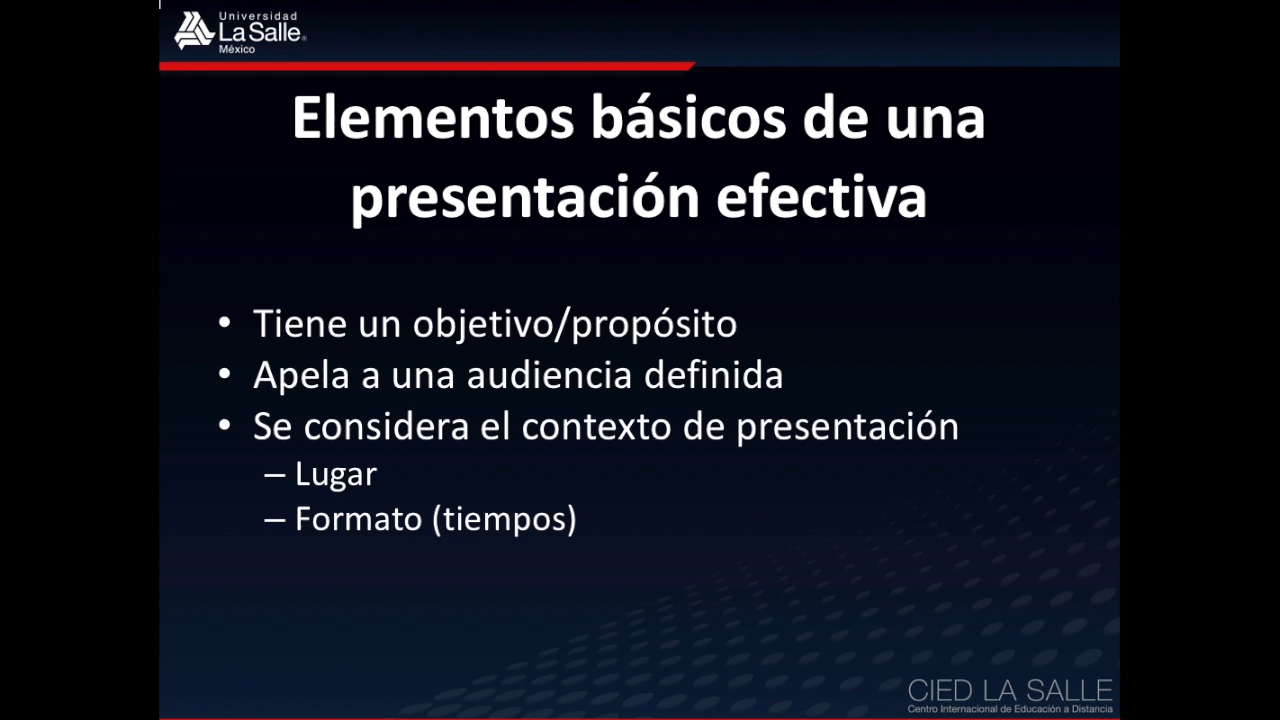 Universidad
La Salle®
México
Elementos básicos de una
presentación efectiva
• Tiene un objetivo/propósito
• Apela a una audiencia definida
• Se considera el contexto de presentación
– Lugar
– Formato (tiempos)
CIED LA SALLE
Centro Internacional de Educación a Distancia